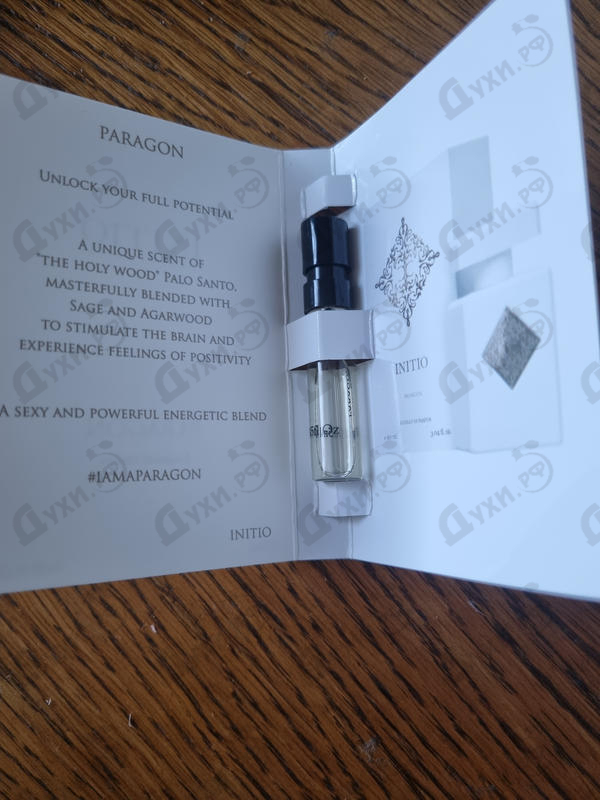 PARAGON
UNLOCK YOUR FULL POTENTIAL
A UNIQUE SCENT OF
"THE HOLY WOOD" PALO SANTO,
MASTERFULLY BLENDED WITH
SAGE AND AGARWOOD
TO STIMULATE THE BRAIN AND
EXPERIENCE FEELINGS OF POSITIVITY
A SEXY AND POWERFUL ENERGETIC BLEND
#IAMAPARAGON
INITIO
INITIO
Духи.рф